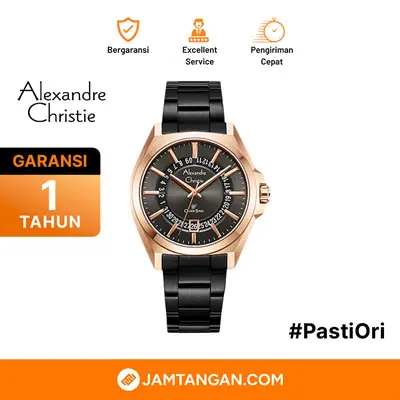 Bergaransi
Excellent
Service
Pengiriman
Cepat
Alexandre
Christie
GARANSI
1
TAHUN
Alexandre
Christie
#PastiOri
JAMTANGAN.COM